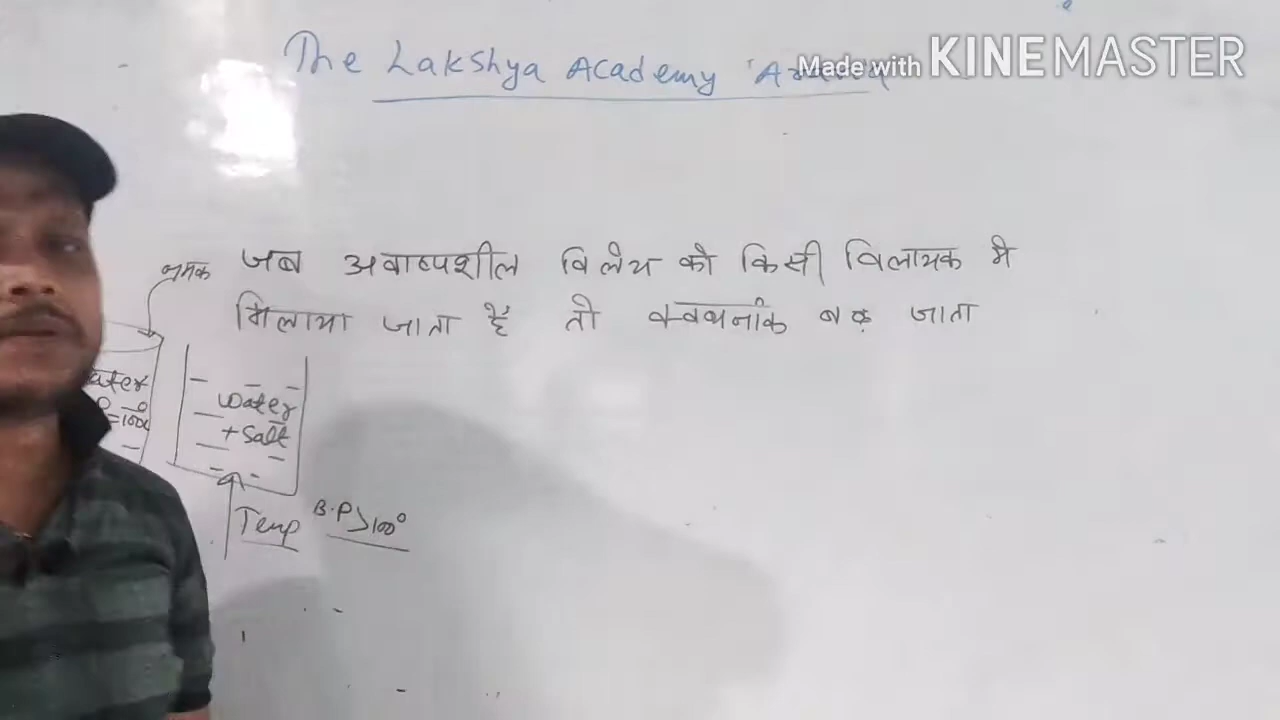 The Lakshya Academy
Made with KINEMASTER
नमक
जब अवाष्पशील विलेय को किसी विलायक मे
मिलाया जाता है तो क्वथनांक बढ़ जाता
water
+ Salt
Temp B.P > 100°